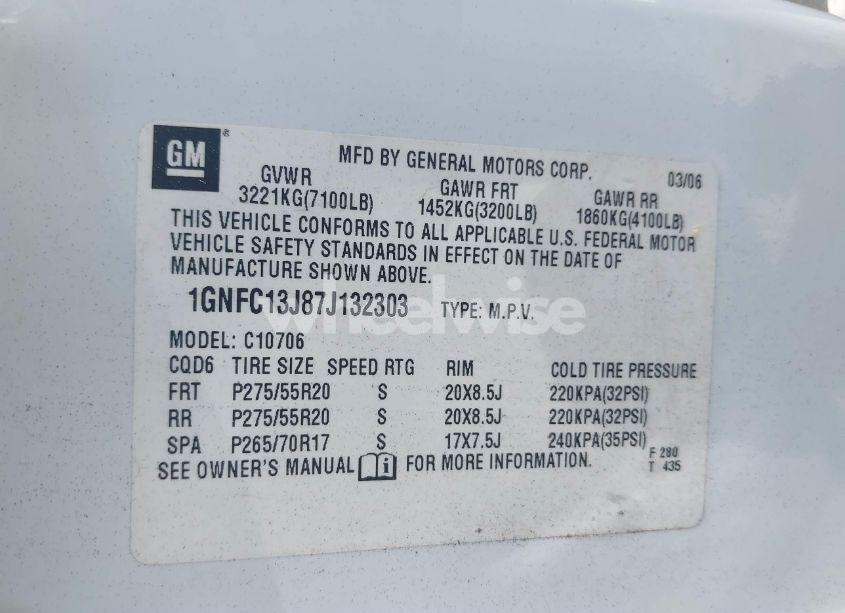 GM®
MFD BY GENERAL MOTORS CORP. 03/06
GVWR GAWR FRT GAWR RR
3221KG(7100LB) 1452KG(3200LB) 1860KG(4100LB)
THIS VEHICLE CONFORMS TO ALL APPLICABLE U.S. FEDERAL MOTOR
VEHICLE SAFETY STANDARDS IN EFFECT ON THE DATE OF
MANUFACTURE SHOWN ABOVE.
1GNFC13J87J132303 TYPE: M.P.V.
wheelwise
MODEL: C10706
CQD6 TIRE SIZE SPEED RTG RIM COLD TIRE PRESSURE
FRT P275/55R20 S 20X8.5J 220KPA(32PSI)
RR P275/55R20 S 20X8.5J 220KPA(32PSI)
SPA P265/70R17 S 17X7.5J 240KPA(35PSI)
SEE OWNER'S MANUAL i FOR MORE INFORMATION.
F 280
T 435